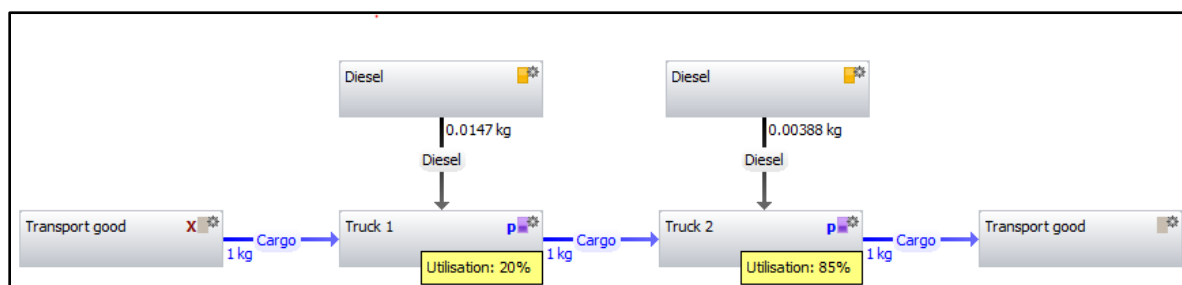 Diesel
Diesel
0.0147 kg
0.00388 kg
Diesel
Diesel
Transport good
X
Cargo
1 kg
Truck 1
p
Utilisation: 20%
Cargo
1 kg
Truck 2
p
Utilisation: 85%
Cargo
1 kg
Transport good